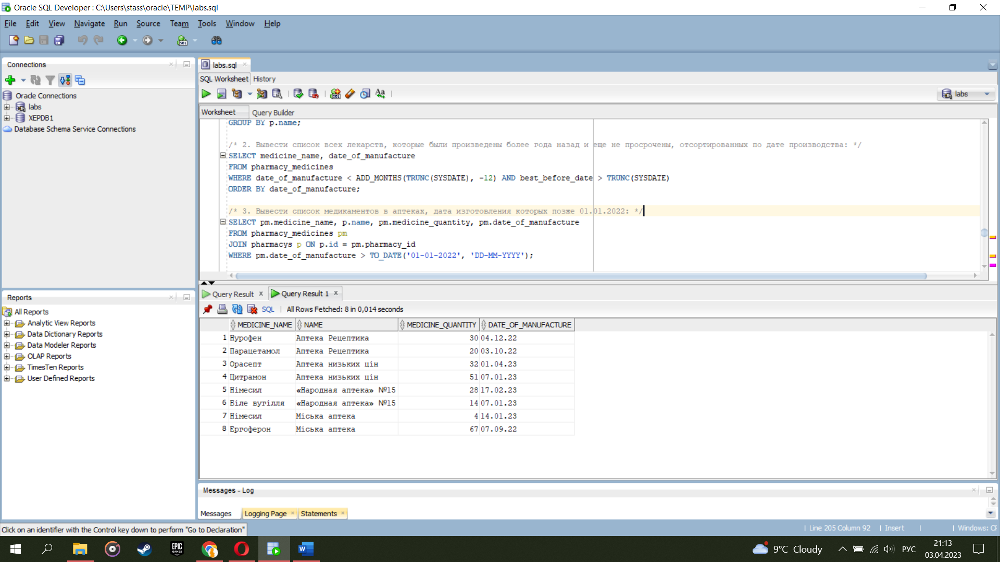 Oracle SQL Developer : C:\Users\stass\oracle\TEMP\labs.sql
File Edit View Navigate Run Source Team Tools Window Help
Connections
Oracle Connections
labs
XEPDB1
Database Schema Service Connections
Reports
All Reports
Analytic View Reports
Data Dictionary Reports
Data Modeler Reports
OLAP Reports
TimesTen Reports
User Defined Reports
labs.sql
SQL Worksheet History
labs
Worksheet Query Builder
GROUP BY p.name;
/* 2. Вывести список всех лекарств, которые были произведены более года назад и еще не просрочены, отсортированных по дате производства: */
SELECT medicine_name, date_of_manufacture
FROM pharmacy_medicines
WHERE date_of_manufacture < ADD_MONTHS(TRUNC(SYSDATE), -12) AND best_before_date > TRUNC(SYSDATE)
ORDER BY date_of_manufacture;
/* 3. Вывести список медикаментов в аптеках, дата изготовления которых позже 01.01.2022: */
SELECT pm.medicine_name, p.name, pm.medicine_quantity, pm.date_of_manufacture
FROM pharmacy_medicines pm
JOIN pharmacys p ON p.id = pm.pharmacy_id
WHERE pm.date_of_manufacture > TO_DATE('01-01-2022', 'DD-MM-YYYY');
Query Result Query Result 1
SQL All Rows Fetched: 8 in 0,014 seconds
MEDICINE_NAME NAME MEDICINE_QUANTITY DATE_OF_MANUFACTURE
1 Нурофен Аптека Рецептика 30 04.12.22
2 Парацетамол Аптека Рецептика 20 03.10.22
3 Орасепт Аптека низьких цін 32 01.04.23
4 Цитрамон Аптека низьких цін 51 07.01.23
5 Німесил «Народная аптека» №15 28 17.02.23
6 Біле вугілля «Народная аптека» №15 14 07.01.23
7 Німесил Міська аптека 4 14.01.23
8 Ергоферон Міська аптека 67 07.09.22
Messages - Log
Messages Logging Page Statements
Click on an identifier with the Control key down to perform "Go to Declaration"
Line 205 Column 92 Insert Windows: CF
EPIC GAMES
9°C Cloudy РУС 21:13
03.04.2023